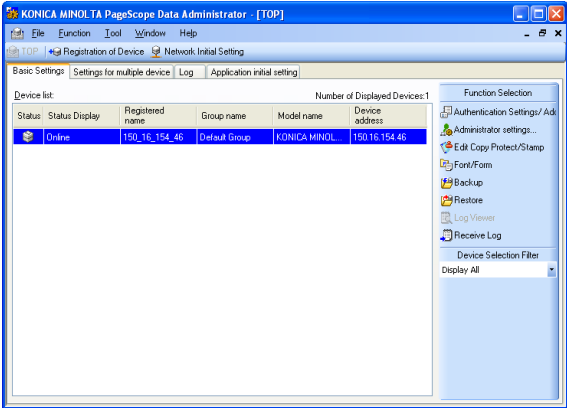 KONICA MINOLTA PageScope Data Administrator - [TOP]
File Function Tool Window Help
TOP Registration of Device Network Initial Setting
Basic Settings Settings for multiple device Log Application initial setting
Device list: Number of Displayed Devices:1
Status Status Display Registered name Group name Model name Device address
Online 150_16_154_46 Default Group KONICA MINOL... 150.16.154.46
Function Selection
Authentication Settings/
Administrator settings...
Edit Copy Protect/Stamp
Font/Form
Backup
Restore
Log Viewer
Receive Log
Device Selection Filter
Display All